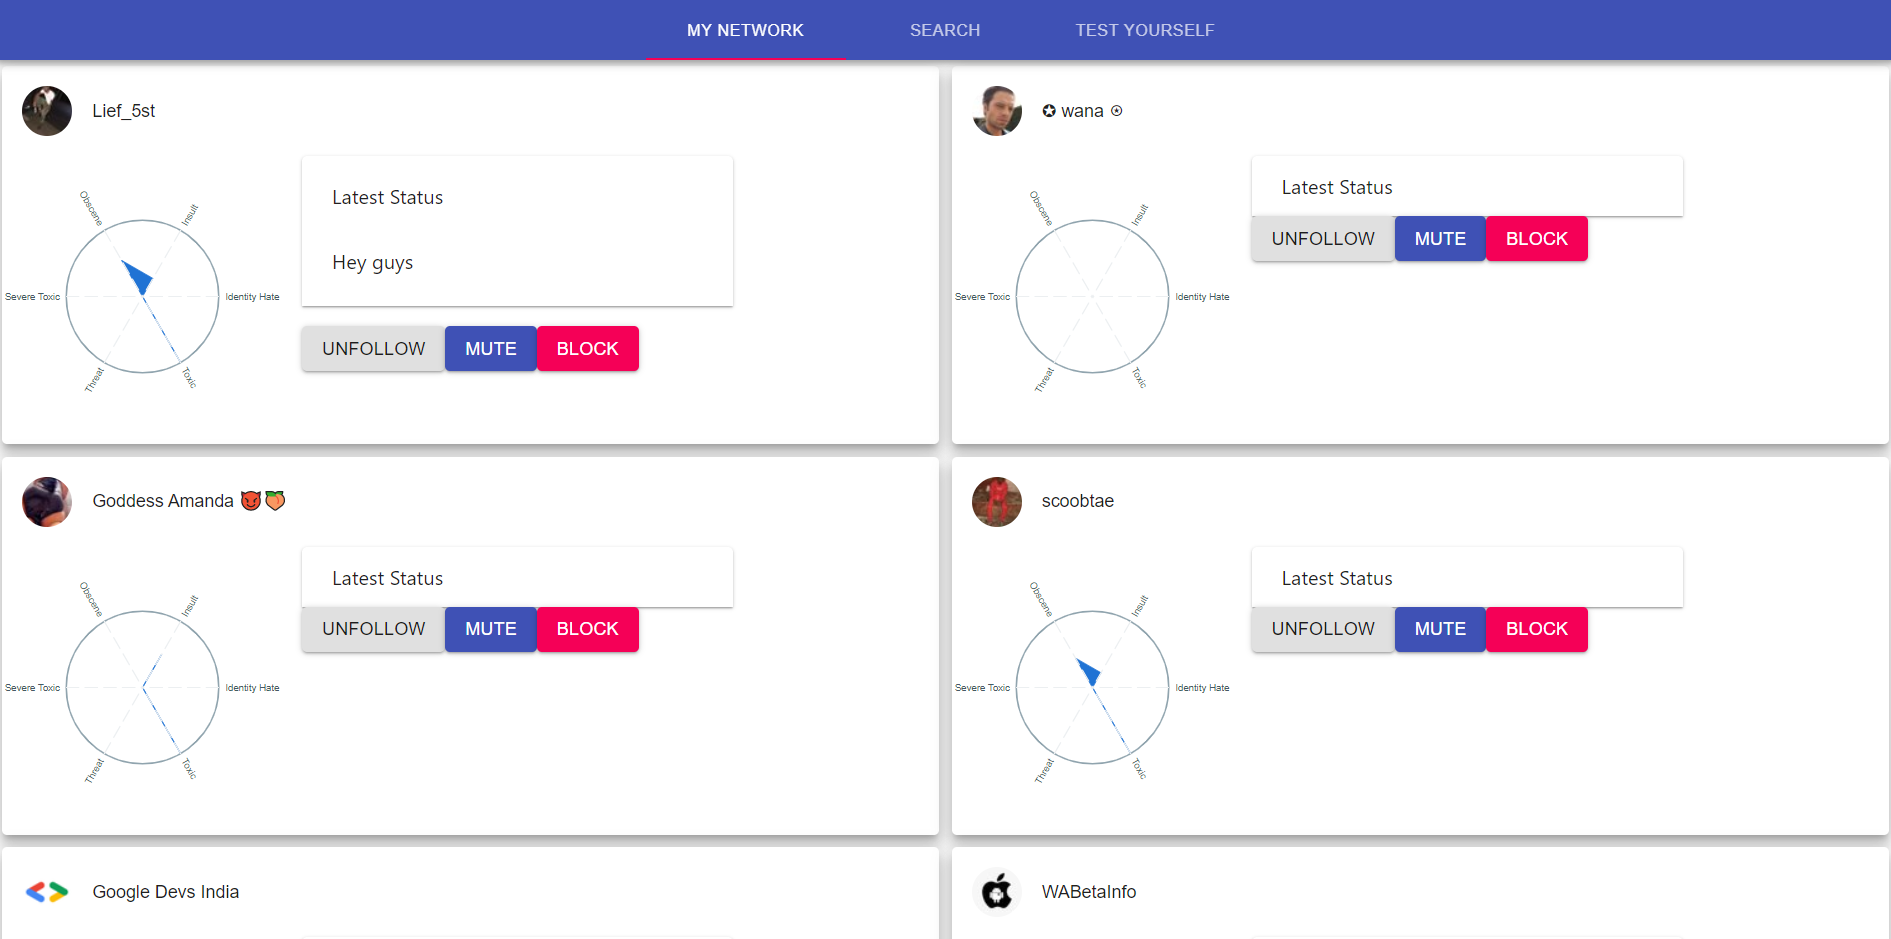 MY NETWORK
SEARCH
TEST YOURSELF
Lief_5st
Obscene
Insult
Severe Toxic
Identity Hate
Threat
Toxic
Latest Status
Hey guys
UNFOLLOW
MUTE
BLOCK
✪ wana ⍟
Obscene
Insult
Severe Toxic
Identity Hate
Threat
Toxic
Latest Status
UNFOLLOW
MUTE
BLOCK
Goddess Amanda 😈🍑
Obscene
Insult
Severe Toxic
Identity Hate
Threat
Toxic
Latest Status
UNFOLLOW
MUTE
BLOCK
scoobtae
Obscene
Insult
Severe Toxic
Identity Hate
Threat
Toxic
Latest Status
UNFOLLOW
MUTE
BLOCK
Google Devs India
WABetaInfo